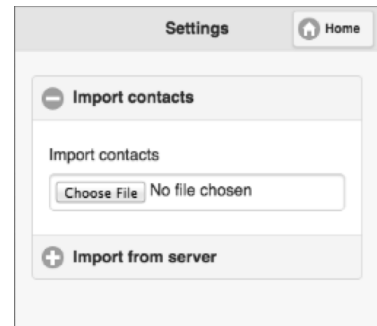 Settings
Home
Import contacts
Import contacts
Choose File No file chosen
Import from server